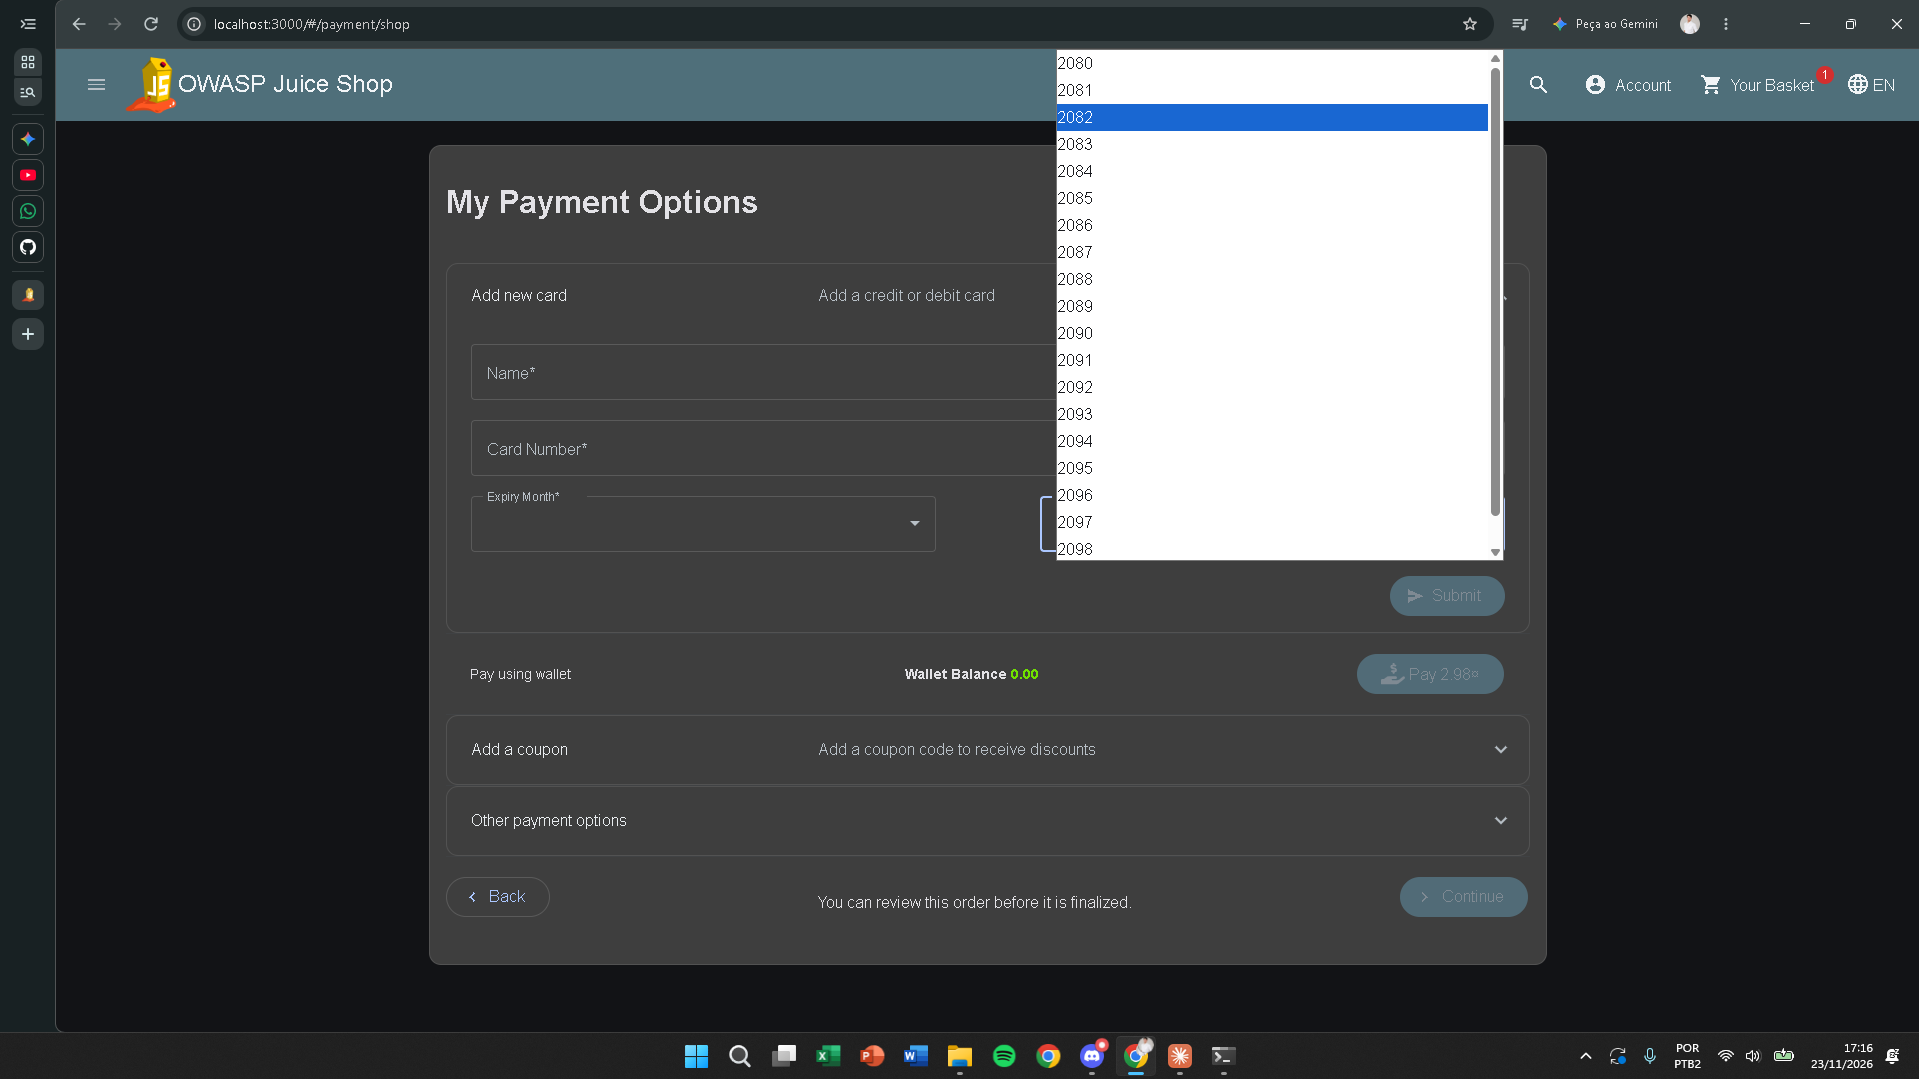 localhost:3000/#/payment/shop
Peça ao Gemini
OWASP Juice Shop
Account
Your Basket
1
EN
My Payment Options
Add new card
Add a credit or debit card
Name*
Card Number*
Expiry Month*
2080
2081
2082
2083
2084
2085
2086
2087
2088
2089
2090
2091
2092
2093
2094
2095
2096
2097
2098
Submit
Pay using wallet
Wallet Balance 0.00
Pay 2.98¤
Add a coupon
Add a coupon code to receive discounts
Other payment options
Back
You can review this order before it is finalized.
Continue
POR
PTB2
17:16
23/11/2026